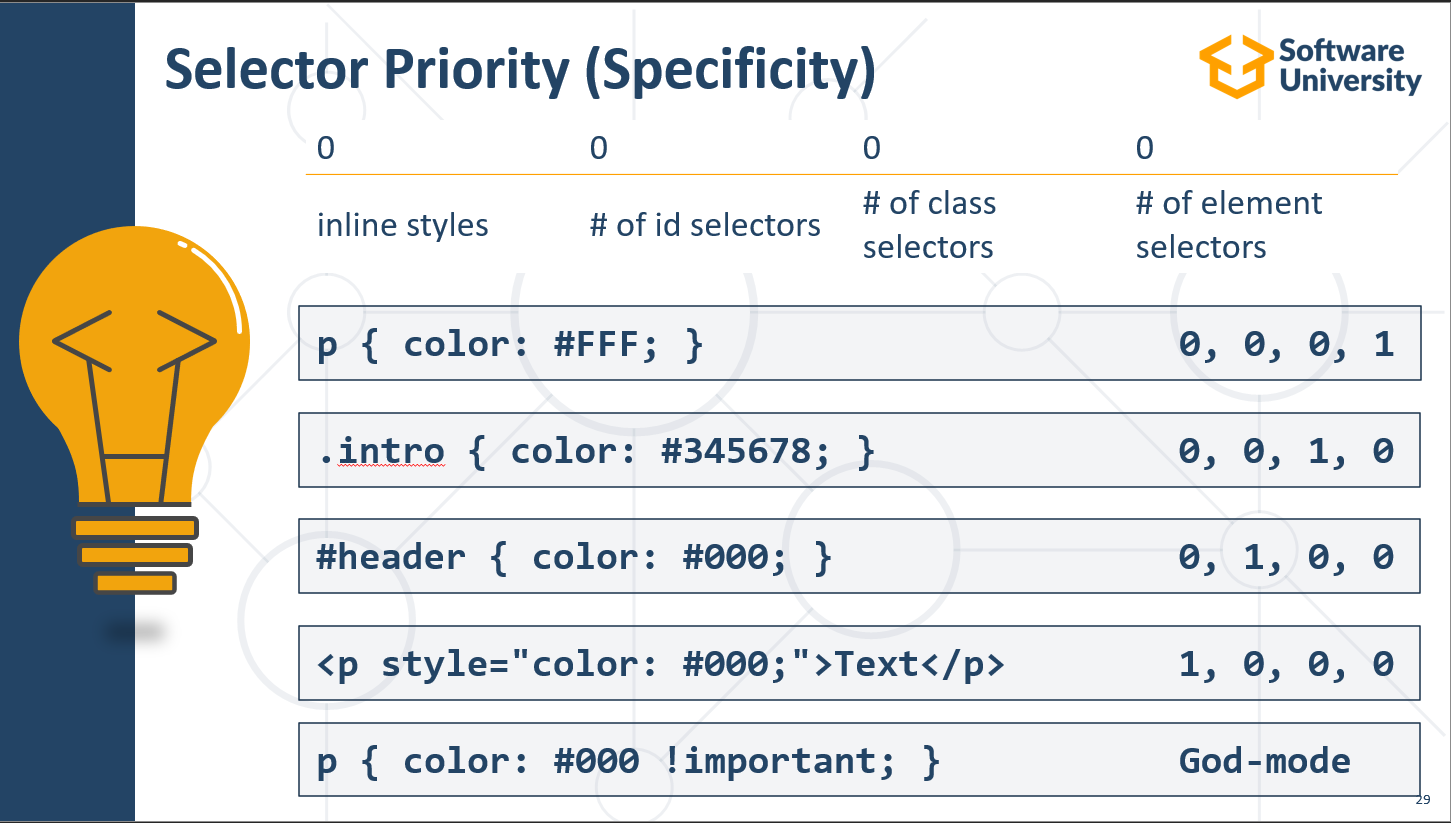 Selector Priority (Specificity)
Software
University
0 0 0 0
inline styles # of id selectors # of class selectors # of element selectors
p { color: #FFF; } 0, 0, 0, 1
.intro { color: #345678; } 0, 0, 1, 0
#header { color: #000; } 0, 1, 0, 0
<p style="color: #000;">Text</p> 1, 0, 0, 0
p { color: #000 !important; } God-mode
29